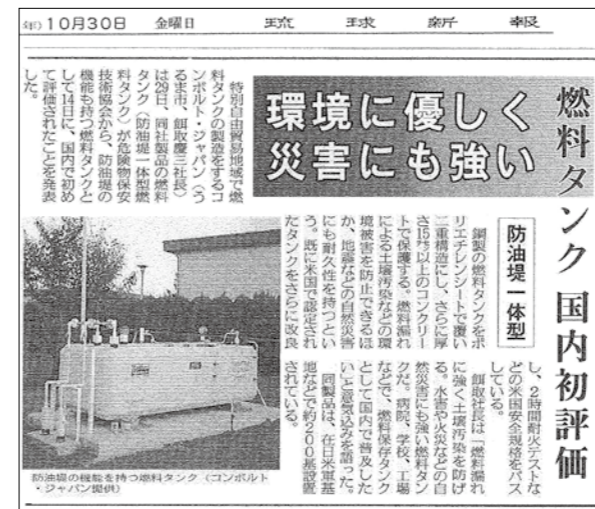 年)10月30日 金曜日 琉球新報
環境に優しく
災害にも強い
燃料タンク 国内初評価
防油堤一体型
特別自由貿易地域で燃
料タンクの製造をするコ
ンボルト・ジャパン(う
るま市、餌取慶三社長)
は29日、同社製品の燃料
タンク(防油堤一体型燃
料タンク)が危険物保安
技術協会から、防油堤の
機能も持つ燃料タンクと
して14日に、国内で初め
て評価されたことを発表
した。
鋼製の燃料タンクをポ
リエチレンシートで覆い
二重構造にし、さらに厚
さ15㌢以上のコンクリー
トで保護する。燃料漏れ
による土壌汚染などの環
境被害を防止できるほ
か、地震などの自然災害
にも耐久性を持つとい
う。既に米国で認定され
たタンクをさらに改良
し、2時間耐火テストな
どの米国安全規格をパス
している。
餌取社長は「燃料漏れ
に強く土壌汚染を防げ
る。水害や火災などの自
然災害にも強い燃料タン
クだ。病院、学校、工場
などで、燃料保存タンク
として国内で普及した
い」と意気込みを語った。
同製品は、在日米軍基
地などで約200基設置
されている。
防油堤の機能を持つ燃料タンク(コンボルト
・ジャパン提供)